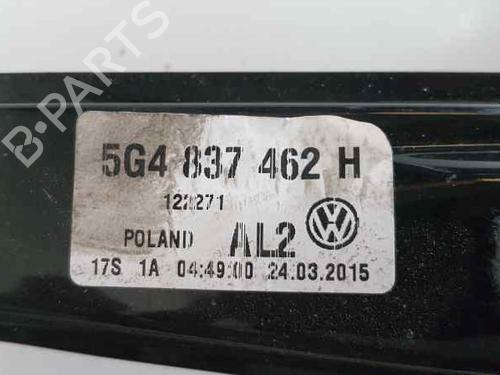 B-PARTS
5G4 837 462 H
122271
POLAND AL2
17S 1A 04:49:00 24.03.2015